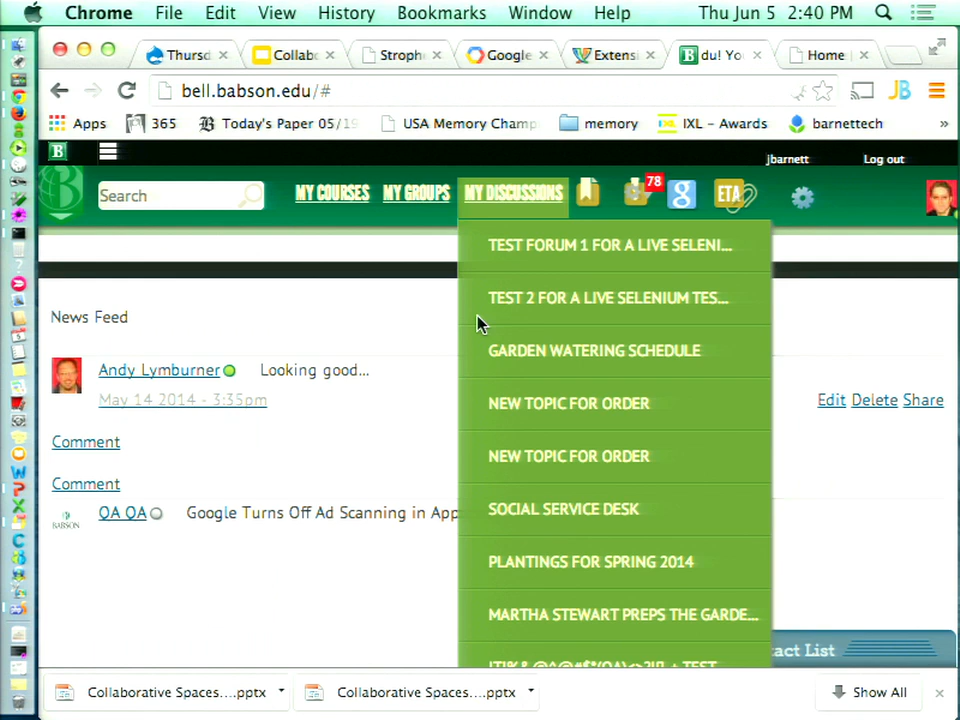 Chrome File Edit View History Bookmarks Window Help Thu Jun 5 2:40 PM
Thursd Collab Stroph Google Extens du! Yo Home
bell.babson.edu/#
Apps 365 Today's Paper 05/19 USA Memory Champ IXL – Awards memory barnettech »
B jbarnett Log out
Search MY COURSES MY GROUPS MY DISCUSSIONS 78 g ETA
TEST FORUM 1 FOR A LIVE SELENI...
TEST 2 FOR A LIVE SELENIUM TES...
News Feed
GARDEN WATERING SCHEDULE
Andy Lymburner Looking good...
May 14 2014 - 3:35pm
NEW TOPIC FOR ORDER
Edit Delete Share
Comment
NEW TOPIC FOR ORDER
Comment
SOCIAL SERVICE DESK
BABSON QA QA Google Turns Off Ad Scanning in App
PLANTINGS FOR SPRING 2014
MARTHA STEWART PREPS THE GARDE...
tact List
Collaborative Spaces....pptx Collaborative Spaces....pptx Show All